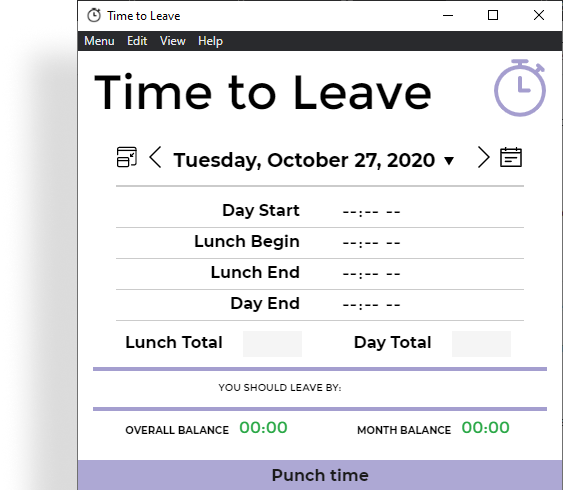 Time to Leave
Menu Edit View Help
Time to Leave
Tuesday, October 27, 2020
Day Start --:-- --
Lunch Begin --:-- --
Lunch End --:-- --
Day End --:-- --
Lunch Total Day Total
YOU SHOULD LEAVE BY:
OVERALL BALANCE 00:00 MONTH BALANCE 00:00
Punch time